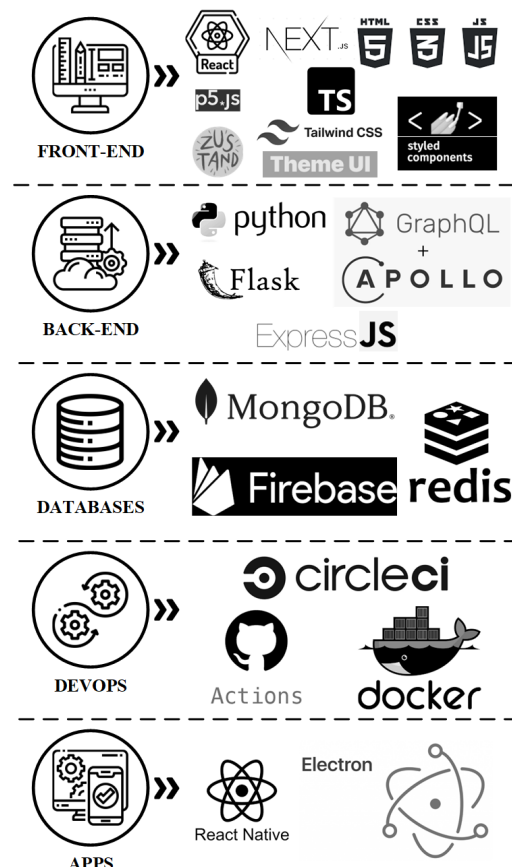 React
NEXT.JS
HTML
5
CSS
3
JS
JS
p5.js
TS
ZUSTAND
Tailwind CSS
Theme UI
< >
styled
components
FRONT-END
python
GraphQL
+
APOLLO
Flask
ExpressJS
BACK-END
MongoDB®
Firebase
redis
DATABASES
circleci
Actions
docker
DEVOPS
Electron
React Native
APPS